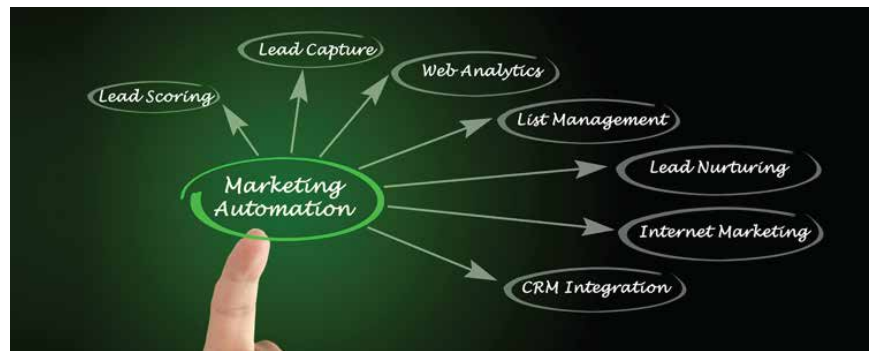 Lead Capture
Web Analytics
Lead Scoring
List Management
Marketing
Automation
Lead Nurturing
Internet Marketing
CRM Integration